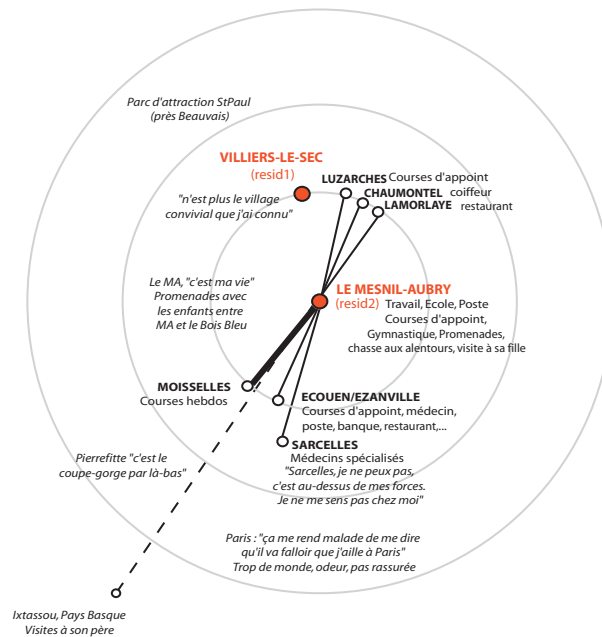 Parc d'attraction StPaul
(près Beauvais)
VILLIERS-LE-SEC
(resid1)
"n'est plus le village
convivial que j'ai connu"
LUZARCHES Courses d'appoint
CHAUMONTEL coiffeur
LAMORLAYE restaurant
Le MA, "c'est ma vie"
Promenades avec
les enfants entre
MA et le Bois Bleu
LE MESNIL-AUBRY
(resid2) Travail, Ecole, Poste
Courses d'appoint,
Gymnastique, Promenades,
chasse aux alentours, visite à sa fille
MOISSELLES
Courses hebdos
ECOUEN/EZANVILLE
Courses d'appoint, médecin,
poste, banque, restaurant,...
SARCELLES
Médecins spécialisés
"Sarcelles, je ne peux pas,
c'est au-dessus de mes forces.
Je ne me sens pas chez moi"
Pierrefitte "c'est le
coupe-gorge par là-bas"
Paris : "ça me rend malade de me dire
qu'il va falloir que j'aille à Paris"
Trop de monde, odeur, pas rassurée
Ixtassou, Pays Basque
Visites à son père